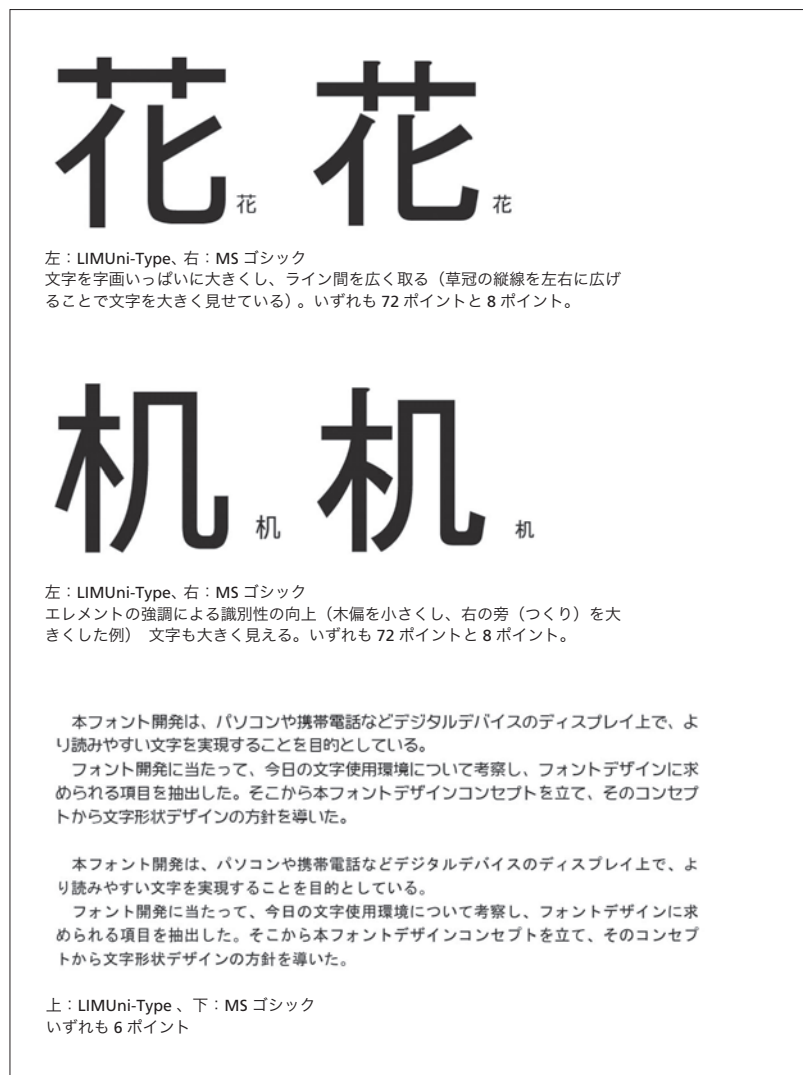 花 花 花 花
左：LIMUni-Type、右：MS ゴシック
文字を字画いっぱいに大きくし、ライン間を広く取る（草冠の縦線を左右に広げ
ることで文字を大きく見せている）。いずれも 72 ポイントと 8 ポイント。
机 机 机 机
左：LIMUni-Type、右：MS ゴシック
エレメントの強調による識別性の向上（木偏を小さくし、右の旁（つくり）を大
きくした例）　文字も大きく見える。いずれも 72 ポイントと 8 ポイント。
本フォント開発は、パソコンや携帯電話などデジタルデバイスのディスプレイ上で、よ
り読みやすい文字を実現することを目的としている。
フォント開発に当たって、今日の文字使用環境について考察し、フォントデザインに求
められる項目を抽出した。そこから本フォントデザインコンセプトを立て、そのコンセプ
トから文字形状デザインの方針を導いた。
本フォント開発は、パソコンや携帯電話などデジタルデバイスのディスプレイ上で、よ
り読みやすい文字を実現することを目的としている。
フォント開発に当たって、今日の文字使用環境について考察し、フォントデザインに求
められる項目を抽出した。そこから本フォントデザインコンセプトを立て、そのコンセプ
トから文字形状デザインの方針を導いた。
上：LIMUni-Type 、下：MS ゴシック
いずれも 6 ポイント